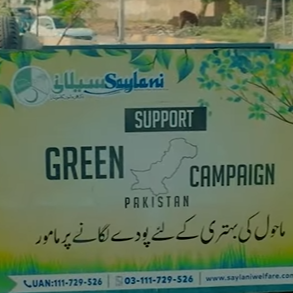 سیلانی Saylani
SUPPORT
GREEN CAMPAIGN
PAKISTAN
ماحول کی بہتری کے لئے پودے لگانے پر مامور
UAN:111-729-526 | 03-111-729-526 | www.saylaniwelfare.com